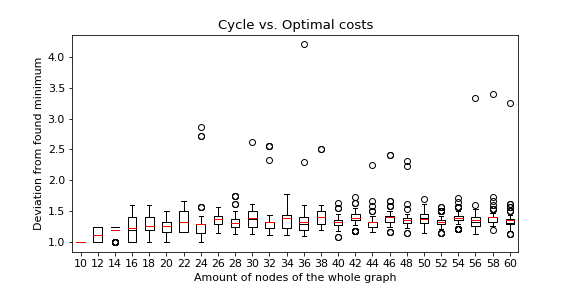 Cycle vs. Optimal costs
Deviation from found minimum
4.0
3.5
3.0
2.5
2.0
1.5
1.0
10 12 14 16 18 20 22 24 26 28 30 32 34 36 38 40 42 44 46 48 50 52 54 56 58 60
Amount of nodes of the whole graph